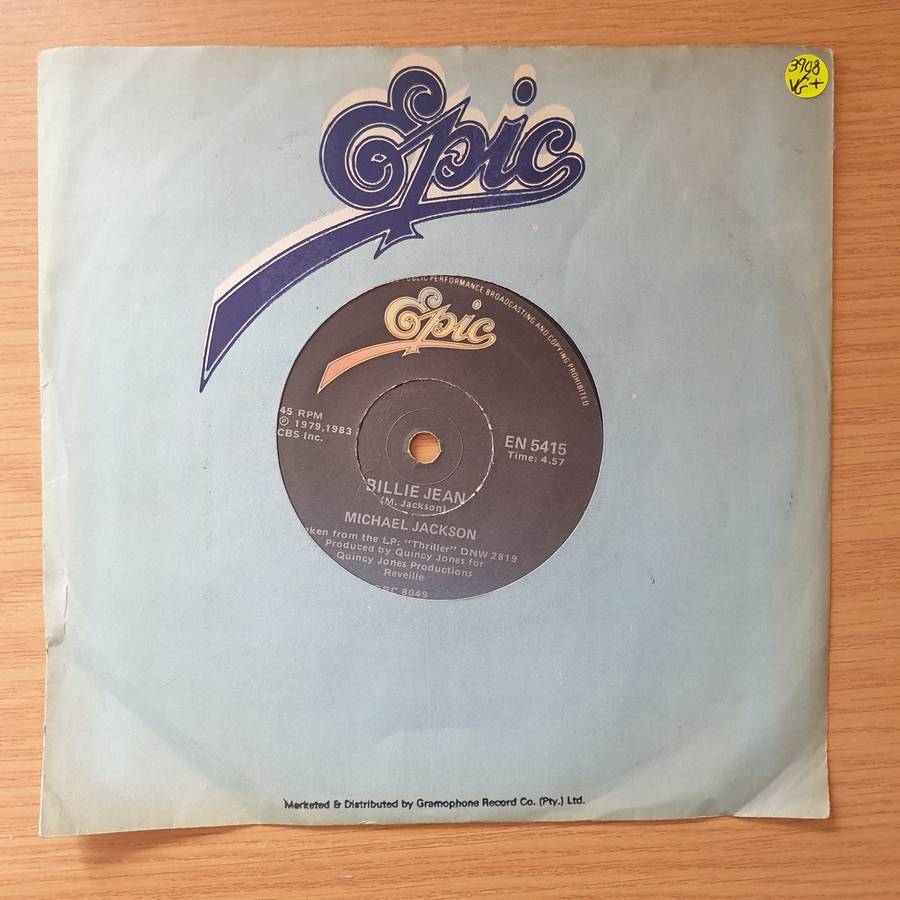 3908
VG+
Epic
PUBLIC PERFORMANCE BROADCASTING AND COPYING PROHIBITED
Epic
45 RPM
℗ 1979,1983
CBS Inc.
EN 5415
Time: 4.57
BILLIE JEAN
(M. Jackson)
MICHAEL JACKSON
from the LP: "Thriller" DNW 2819
Produced by Quincy Jones for
Quincy Jones Productions
Reveille
8049
Marketed & Distributed by Gramophone Record Co. (Pty.) Ltd.